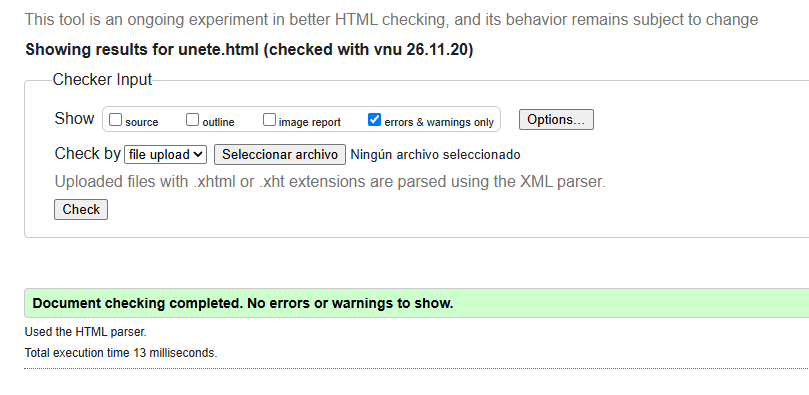 This tool is an ongoing experiment in better HTML checking, and its behavior remains subject to change
Showing results for unete.html (checked with vnu 26.11.20)
Checker Input
Show source outline image report errors & warnings only Options...
Check by file upload Seleccionar archivo Ningún archivo seleccionado
Uploaded files with .xhtml or .xht extensions are parsed using the XML parser.
Check
Document checking completed. No errors or warnings to show.
Used the HTML parser.
Total execution time 13 milliseconds.